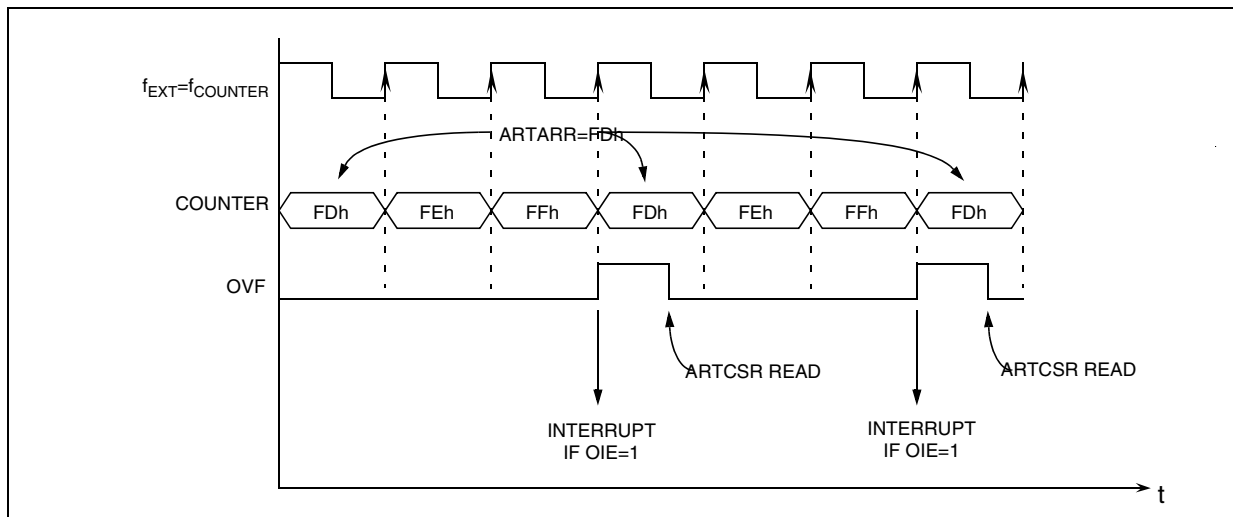 fEXT=fCOUNTER
ARTARR=FDh
COUNTER
FDh FEh FFh FDh FEh FFh FDh
OVF
ARTCSR READ
ARTCSR READ
INTERRUPT
IF OIE=1
INTERRUPT
IF OIE=1
t